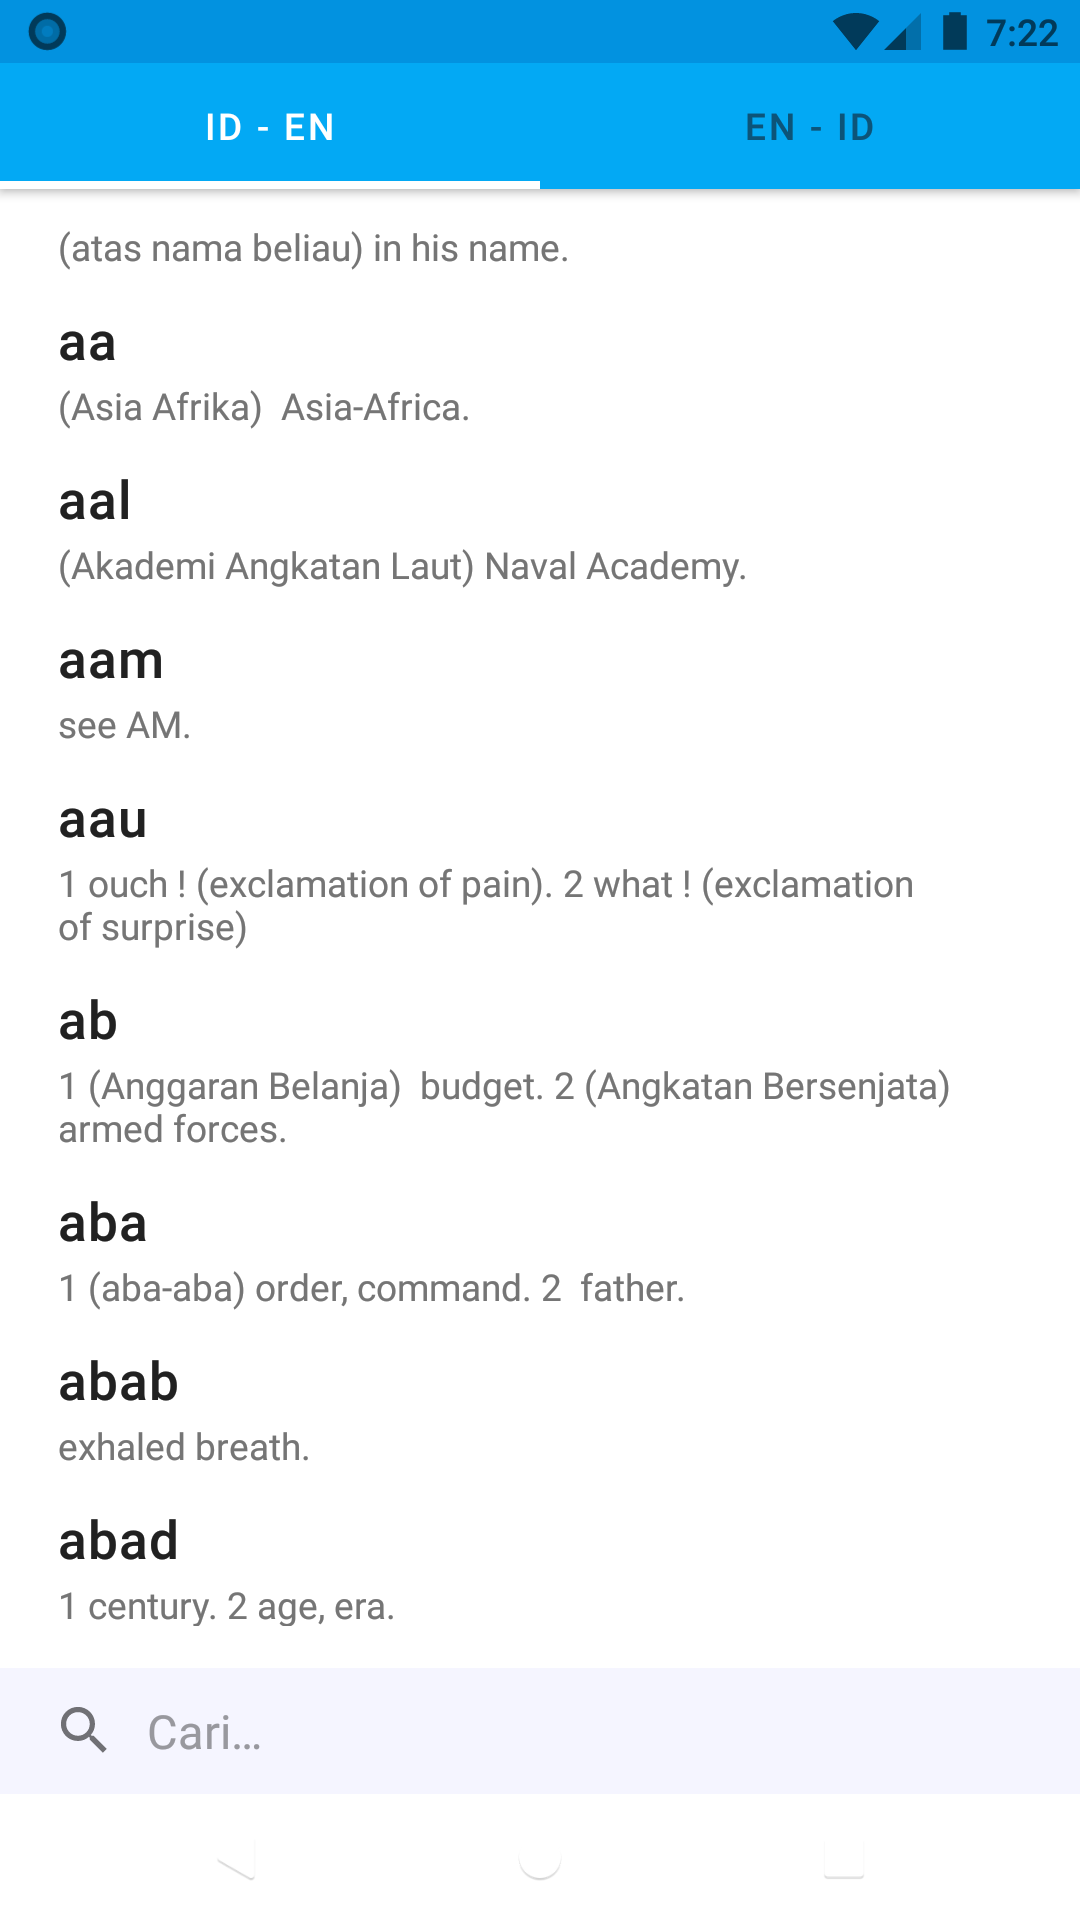 7:22
ID - EN
EN - ID
(atas nama beliau) in his name.
aa
(Asia Afrika)  Asia-Africa.
aal
(Akademi Angkatan Laut) Naval Academy.
aam
see AM.
aau
1 ouch ! (exclamation of pain). 2 what ! (exclamation
of surprise)
ab
1 (Anggaran Belanja)  budget. 2 (Angkatan Bersenjata)
armed forces.
aba
1 (aba-aba) order, command. 2  father.
abab
exhaled breath.
abad
1 century. 2 age, era.
Cari...